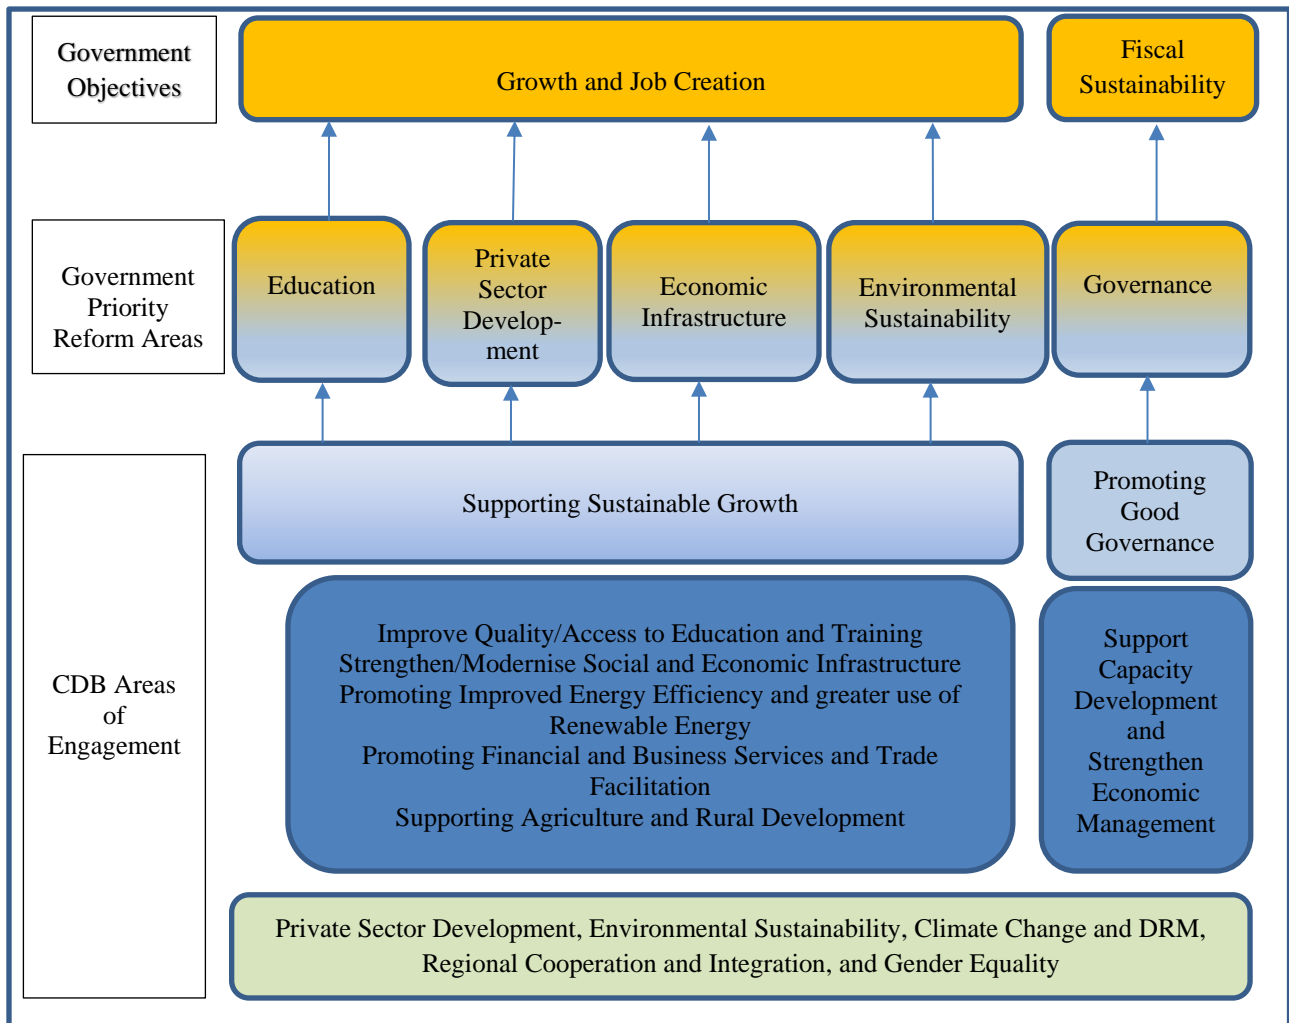 Government
Objectives
Growth and Job Creation
Fiscal
Sustainability
Government
Priority
Reform Areas
Education
Private
Sector
Develop-
ment
Economic
Infrastructure
Environmental
Sustainability
Governance
CDB Areas
of
Engagement
Supporting Sustainable Growth
Promoting
Good
Governance
Improve Quality/Access to Education and Training
Strengthen/Modernise Social and Economic Infrastructure
Promoting Improved Energy Efficiency and greater use of
Renewable Energy
Promoting Financial and Business Services and Trade
Facilitation
Supporting Agriculture and Rural Development
Support
Capacity
Development
and
Strengthen
Economic
Management
Private Sector Development, Environmental Sustainability, Climate Change and DRM,
Regional Cooperation and Integration, and Gender Equality